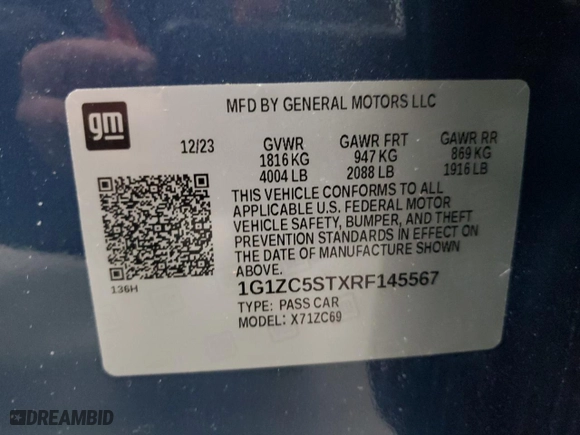 gm
MFD BY GENERAL MOTORS LLC
12/23 GVWR GAWR FRT GAWR RR
1816 KG 947 KG 869 KG
4004 LB 2088 LB 1916 LB
THIS VEHICLE CONFORMS TO ALL
APPLICABLE U.S. FEDERAL MOTOR
VEHICLE SAFETY, BUMPER, AND THEFT
PREVENTION STANDARDS IN EFFECT ON
THE DATE OF MANUFACTURE SHOWN
ABOVE.
136H
1G1ZC5STXRF145567
TYPE: PASS CAR
MODEL: X71ZC69
DREAMBID